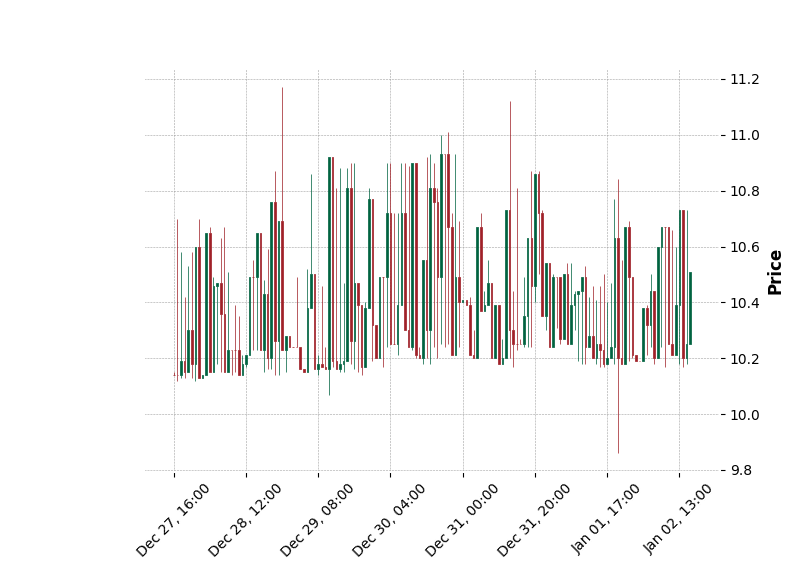 11.2
11.0
10.8
10.6
10.4
10.2
10.0
9.8
Price
Dec 27, 16:00
Dec 28, 12:00
Dec 29, 08:00
Dec 30, 04:00
Dec 31, 00:00
Dec 31, 20:00
Jan 01, 17:00
Jan 02, 13:00